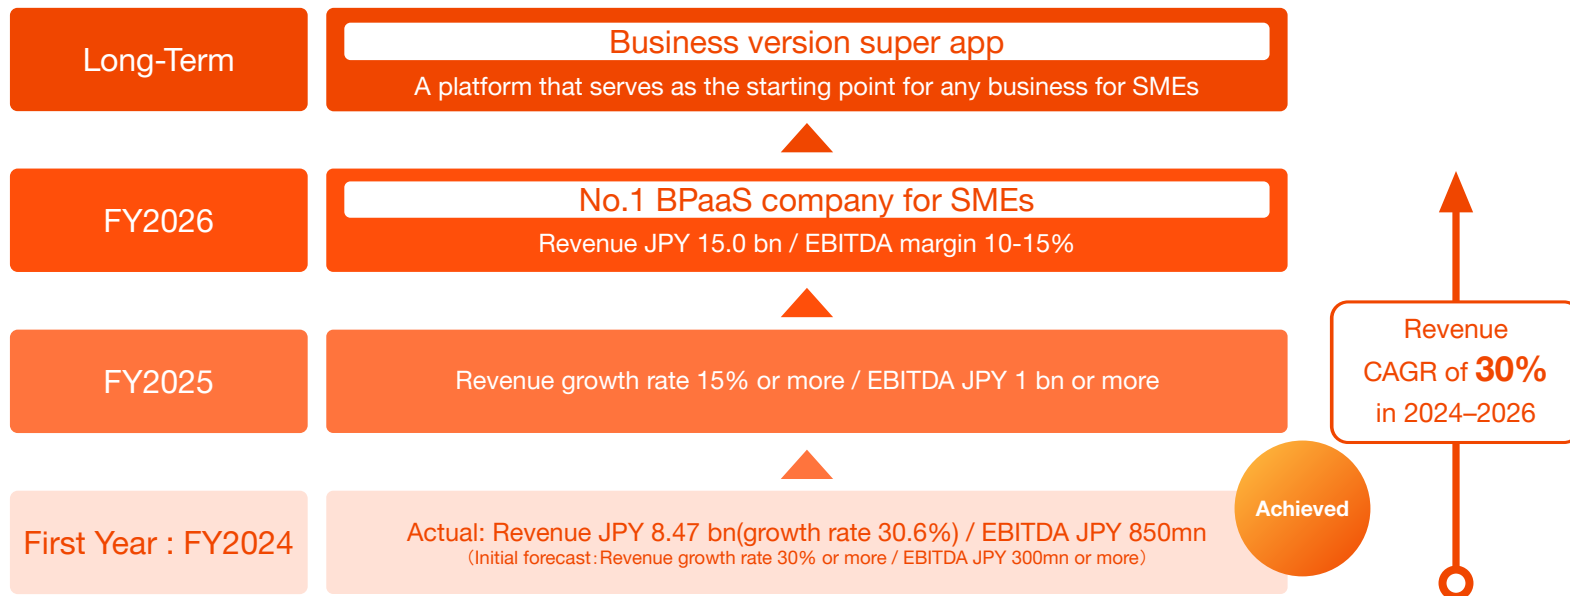 Long-Term
Business version super app
A platform that serves as the starting point for any business for SMEs
FY2026
No.1 BPaaS company for SMEs
Revenue JPY 15.0 bn / EBITDA margin 10-15%
FY2025
Revenue growth rate 15% or more / EBITDA JPY 1 bn or more
Revenue
CAGR of 30%
in 2024–2026
First Year : FY2024
Actual: Revenue JPY 8.47 bn(growth rate 30.6%) / EBITDA JPY 850mn
（Initial forecast：Revenue growth rate 30% or more / EBITDA JPY 300mn or more）
Achieved